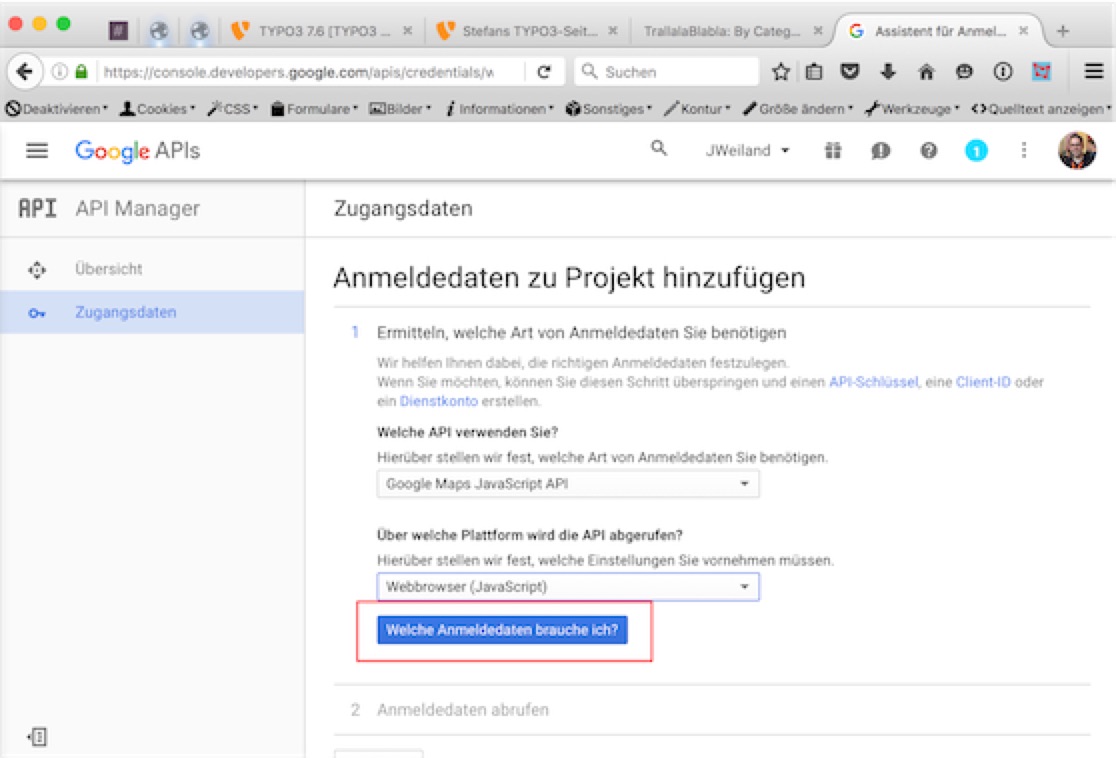 TYPO3 7.6 [TYPO3 ... × Stefans TYPO3-Seit... × TrallalaBlabla: By Categ... × Assistent für Anmel... × +
https://console.developers.google.com/apis/credentials/w Suchen
Deaktivieren Cookies CSS Formulare Bilder Informationen Sonstiges Kontur Größe ändern Werkzeuge Quelltext anzeigen
Google APIs JWeiland 1
API API Manager
Zugangsdaten
Übersicht
Zugangsdaten
Anmeldedaten zu Projekt hinzufügen
1 Ermitteln, welche Art von Anmeldedaten Sie benötigen
Wir helfen Ihnen dabei, die richtigen Anmeldedaten festzulegen.
Wenn Sie möchten, können Sie diesen Schritt überspringen und einen API-Schlüssel, eine Client-ID oder
ein Dienstkonto erstellen.
Welche API verwenden Sie?
Hierüber stellen wir fest, welche Art von Anmeldedaten Sie benötigen.
Google Maps JavaScript API
Über welche Plattform wird die API abgerufen?
Hierüber stellen wir fest, welche Einstellungen Sie vornehmen müssen.
Webbrowser (JavaScript)
Welche Anmeldedaten brauche ich?
2 Anmeldedaten abrufen